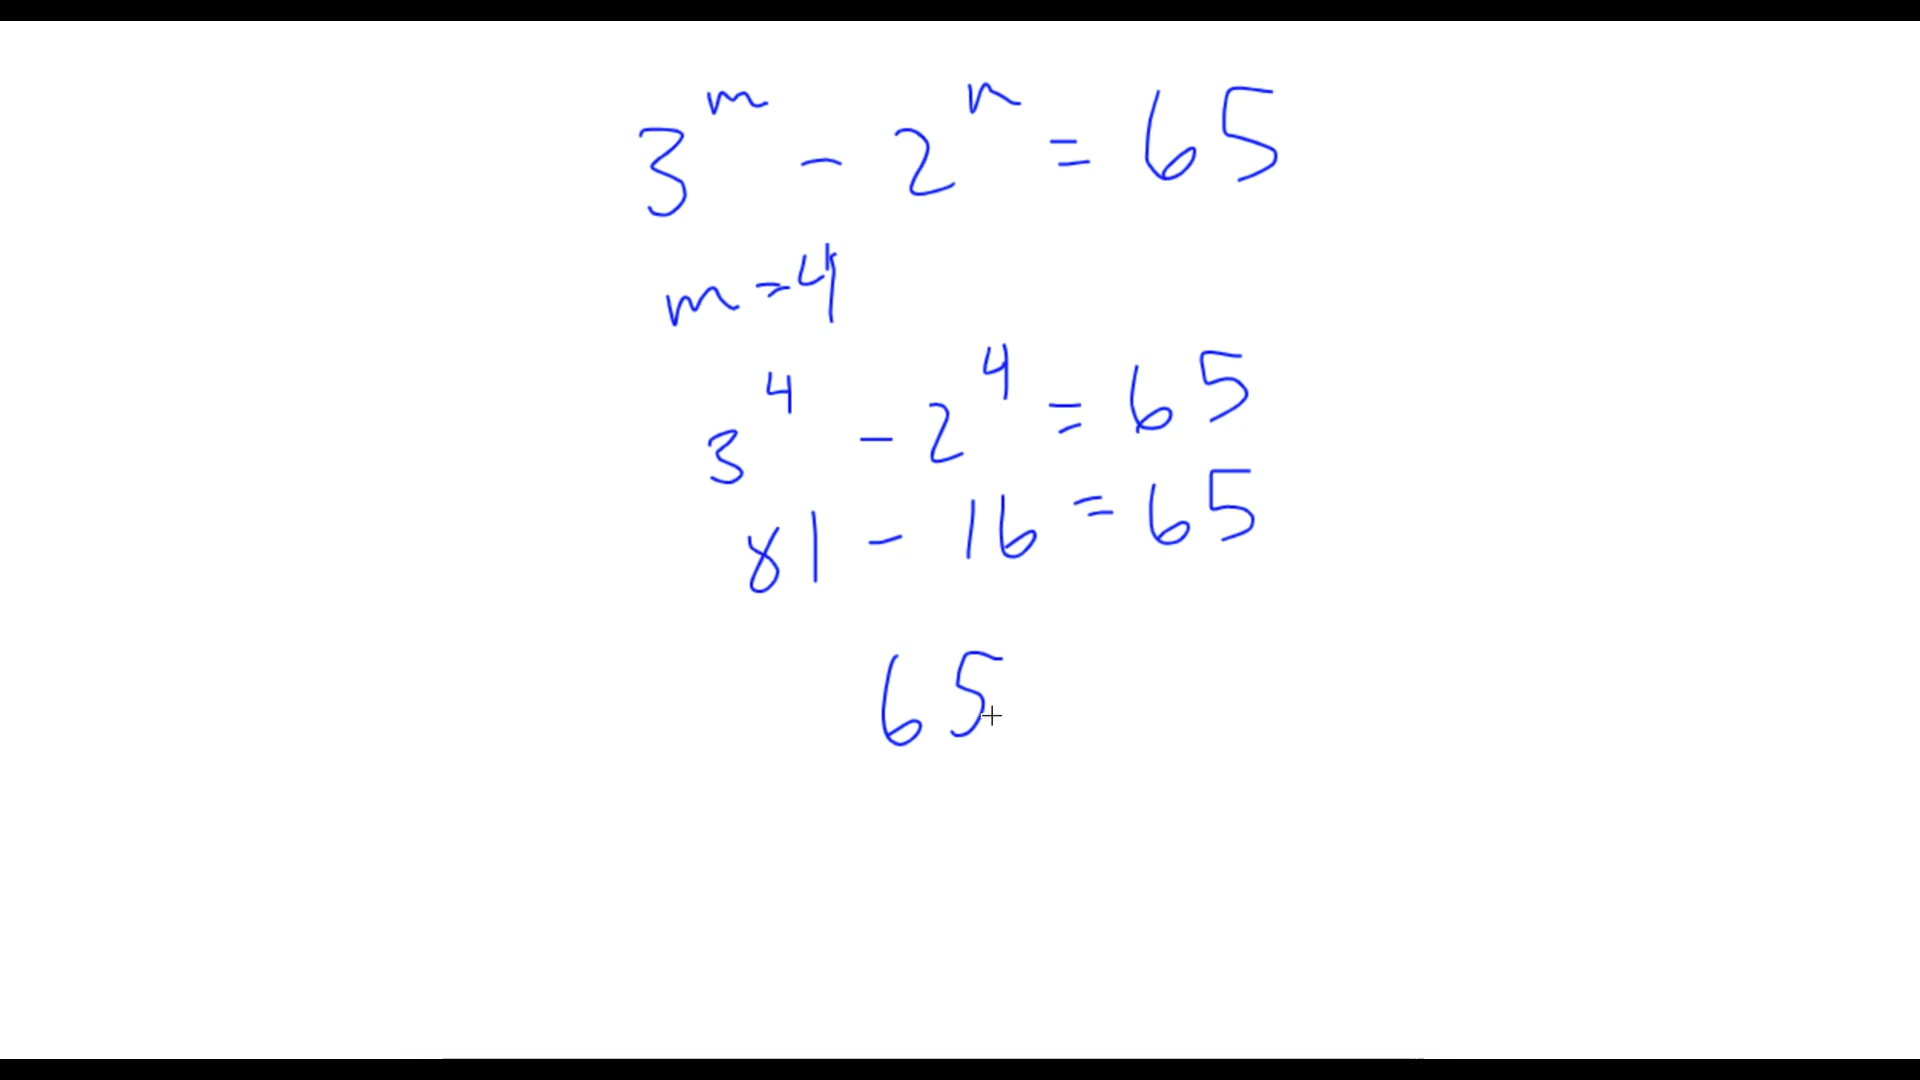 3^m - 2^n = 65
m = 4
3^4 - 2^4 = 65
81 - 16 = 65
65